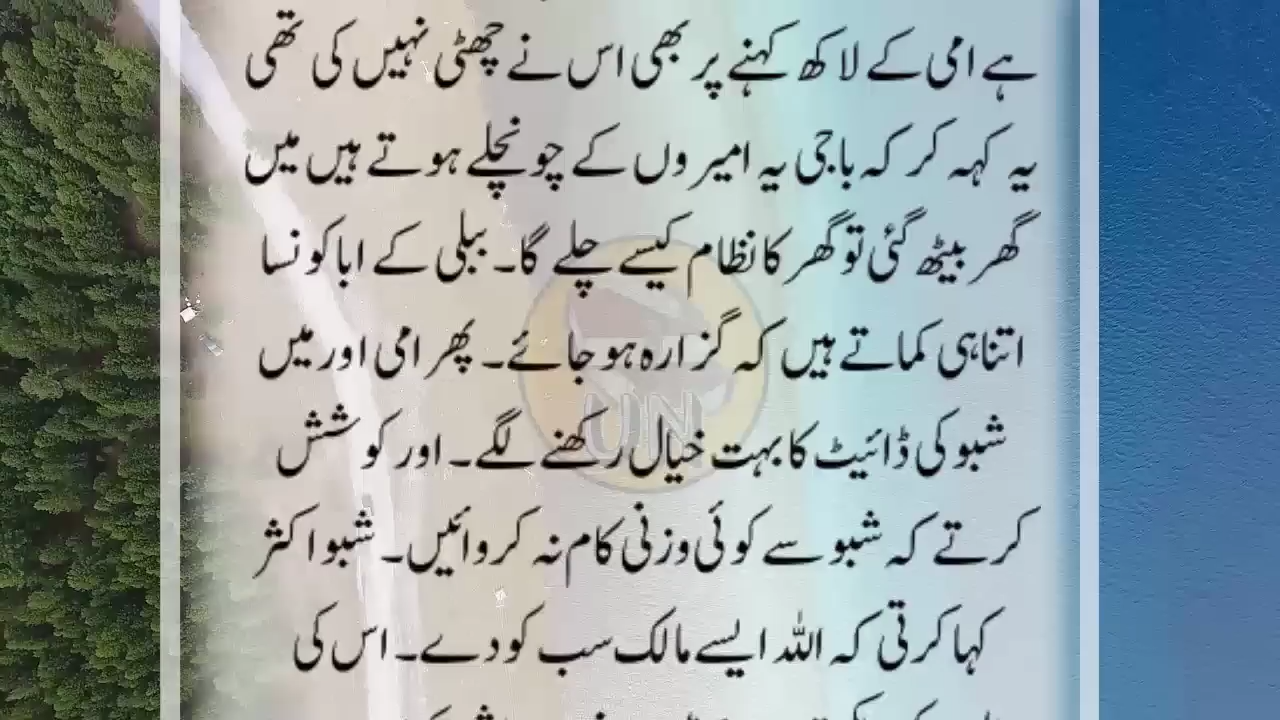 ہے امی کے لاکھ کہنے پر بھی اس نے چھٹی نہیں کی تھی
یہ کہہ کر کہ باجی یہ امیروں کے چونچلے ہوتے ہیں میں
گھر بیٹھ گئی تو گھر کا نظام کیسے چلے گا۔ ببلی کے ابا کونسا
اتنا ہی کماتے ہیں کہ گزارہ ہو جائے۔ پھر امی اور میں
شبو کی ڈائیٹ کا بہت خیال رکھنے لگے۔ اور کوشش
کرتے کہ شبو سے کوئی وزنی کام نہ کروائیں۔ شبو اکثر
کہا کرتی کہ اللہ ایسے مالک سب کو دے۔ اس کی
UN